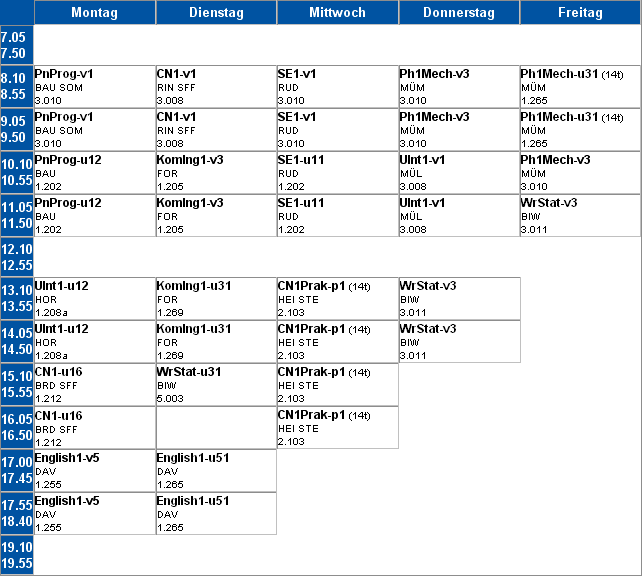 Montag Dienstag Mittwoch Donnerstag Freitag
7.05
7.50
8.10 PnProg-v1 CN1-v1 SE1-v1 Ph1Mech-v3 Ph1Mech-u31 (14t)
8.55 BAU SOM RIN SFF RUD MÜM MÜM
3.010 3.008 3.010 3.010 1.265
9.05 PnProg-v1 CN1-v1 SE1-v1 Ph1Mech-v3 Ph1Mech-u31 (14t)
9.50 BAU SOM RIN SFF RUD MÜM MÜM
3.010 3.008 3.010 3.010 1.265
10.10 PnProg-u12 KomIng1-v3 SE1-u11 UInt1-v1 Ph1Mech-v3
10.55 BAU FOR RUD MÜL MÜM
1.202 1.205 1.202 3.008 3.010
11.05 PnProg-u12 KomIng1-v3 SE1-u11 UInt1-v1 WrStat-v3
11.50 BAU FOR RUD MÜL BIW
1.202 1.205 1.202 3.008 3.011
12.10
12.55
13.10 UInt1-u12 KomIng1-u31 CN1Prak-p1 (14t) WrStat-v3
13.55 HOR FOR HEI STE BIW
1.208a 1.269 2.103 3.011
14.05 UInt1-u12 KomIng1-u31 CN1Prak-p1 (14t) WrStat-v3
14.50 HOR FOR HEI STE BIW
1.208a 1.269 2.103 3.011
15.10 CN1-u16 WrStat-u31 CN1Prak-p1 (14t)
15.55 BRD SFF BIW HEI STE
1.212 5.003 2.103
16.05 CN1-u16 CN1Prak-p1 (14t)
16.50 BRD SFF HEI STE
1.212 2.103
17.00 English1-v5 English1-u51
17.45 DAV DAV
1.255 1.265
17.55 English1-v5 English1-u51
18.40 DAV DAV
1.255 1.265
19.10
19.55